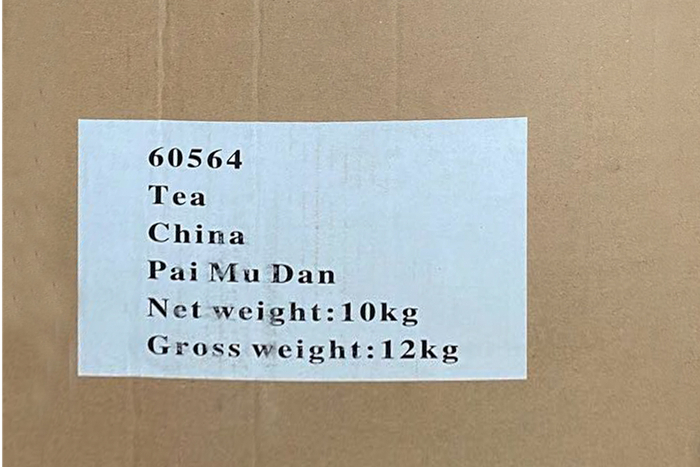 60564
Tea
China
Pai Mu Dan
Net weight:10kg
Gross weight:12kg